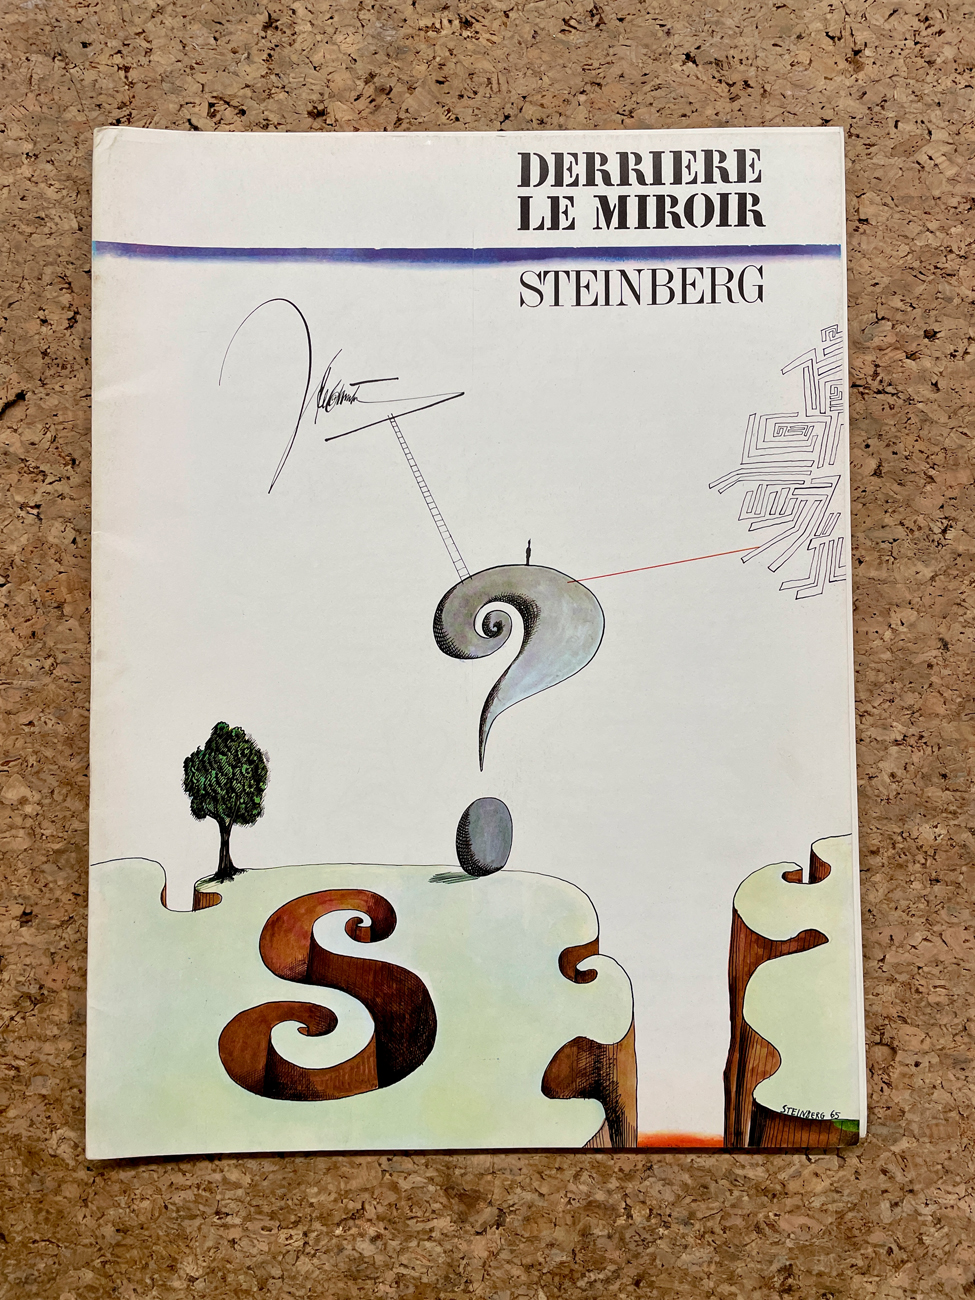 DERRIERE
LE MIROIR
STEINBERG
?
S
STEINBERG 65